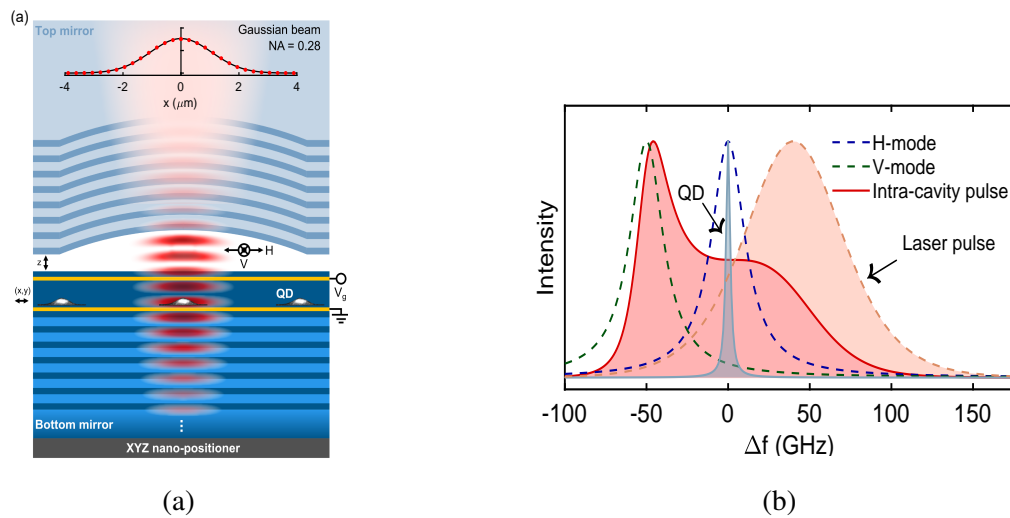 (a)
Top mirror
Gaussian beam
NA = 0.28
-4 -2 0 2 4
x (μm)
z
H
V
(x,y)
QD
Vg
Bottom mirror
XYZ nano-positioner
(a)
H-mode
V-mode
Intra-cavity pulse
QD
Laser pulse
Intensity
-100 -50 0 50 100 150
Δf (GHz)
(b)